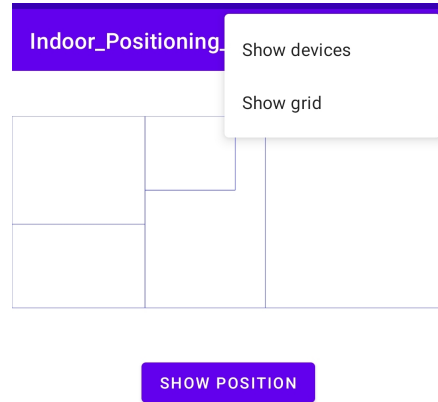 Indoor_Positioning_
Show devices
Show grid
SHOW POSITION